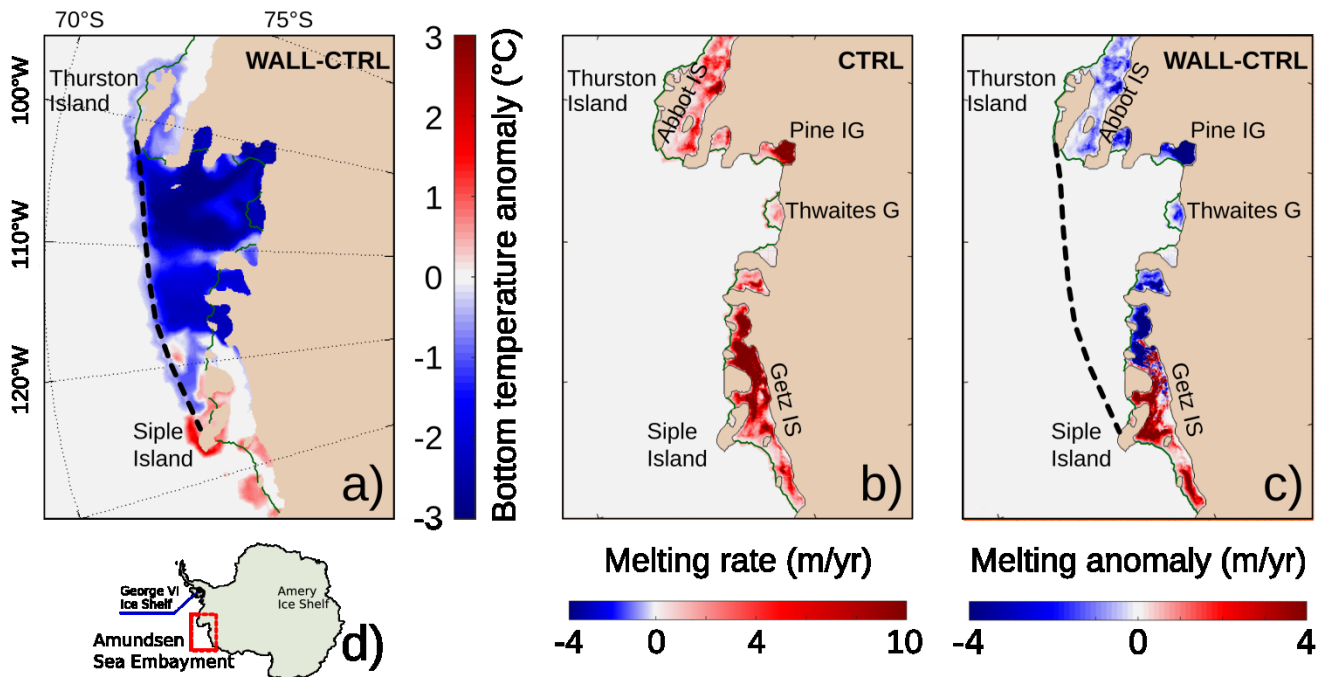 70°S
75°S
100°W
110°W
120°W
WALL-CTRL
Thurston
Island
Siple
Island
a)
3
2
1
0
-1
-2
-3
Bottom temperature anomaly (°C)
CTRL
Thurston
Island
Abbot IS
Pine IG
Thwaites G
Getz IS
Siple
Island
b)
WALL-CTRL
Thurston
Island
Abbot IS
Pine IG
Thwaites G
Getz IS
Siple
Island
c)
George VI
Ice Shelf
Amery
Ice Shelf
Amundsen
Sea Embayment
d)
Melting rate (m/yr)
-4 0 4 10
Melting anomaly (m/yr)
-4 0 4